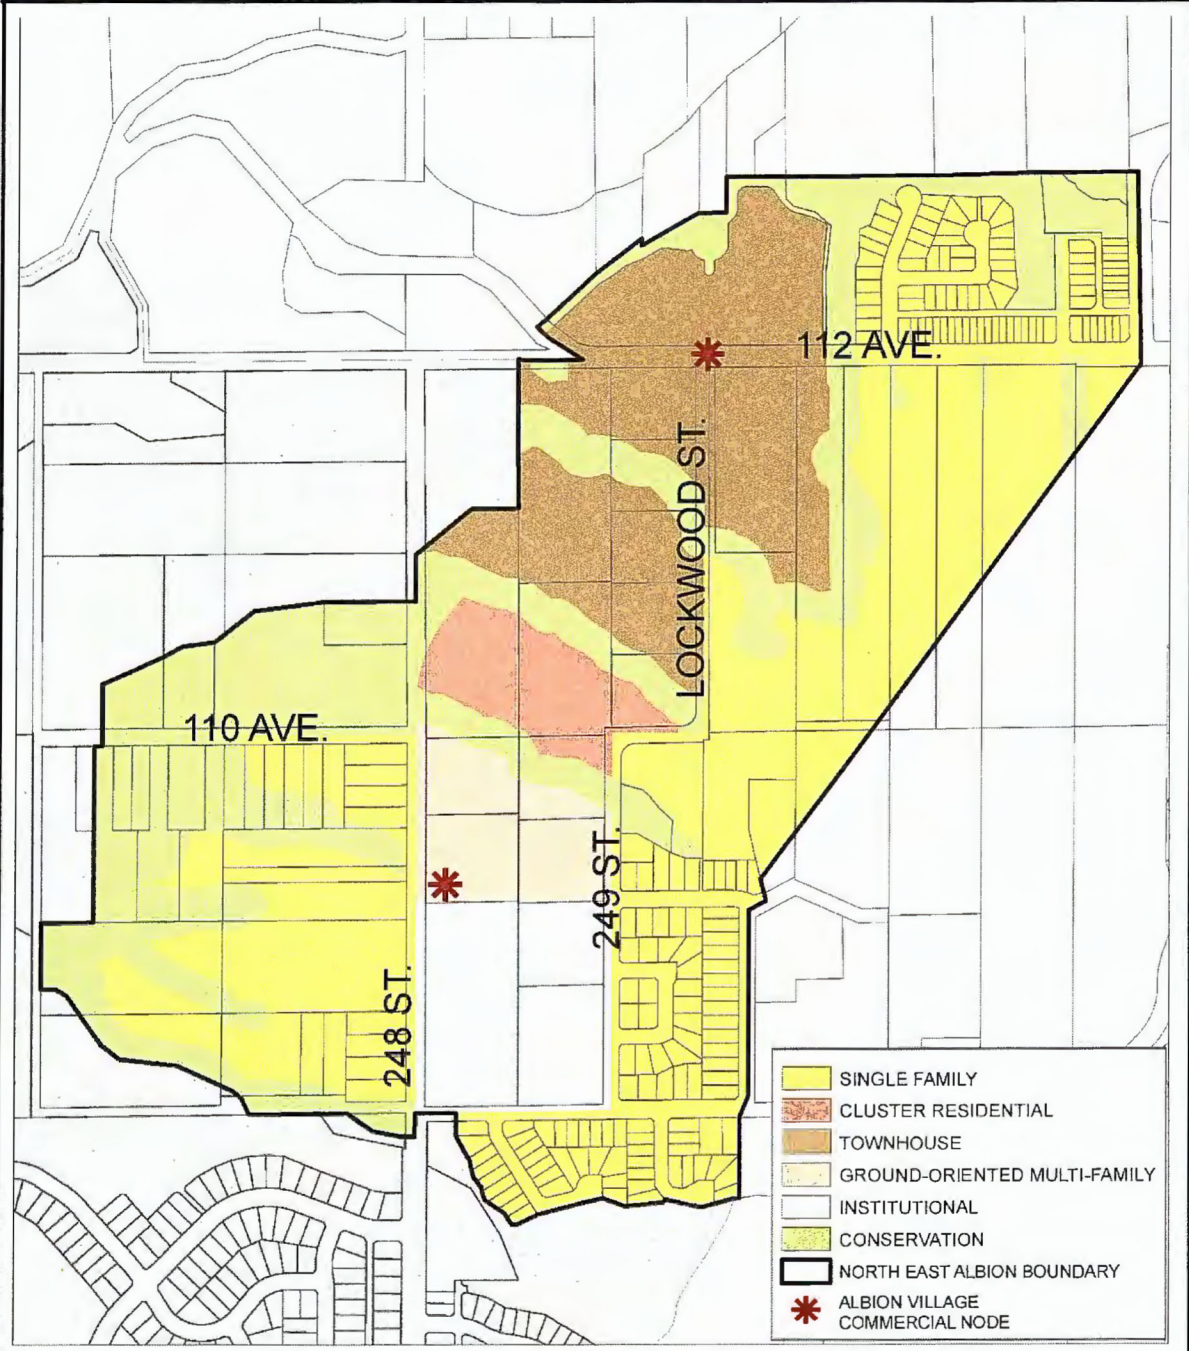 112 AVE.
LOCKWOOD ST.
110 AVE.
249 ST.
248 ST.
SINGLE FAMILY
CLUSTER RESIDENTIAL
TOWNHOUSE
GROUND-ORIENTED MULTI-FAMILY
INSTITUTIONAL
CONSERVATION
NORTH EAST ALBION BOUNDARY
ALBION VILLAGE
COMMERCIAL NODE